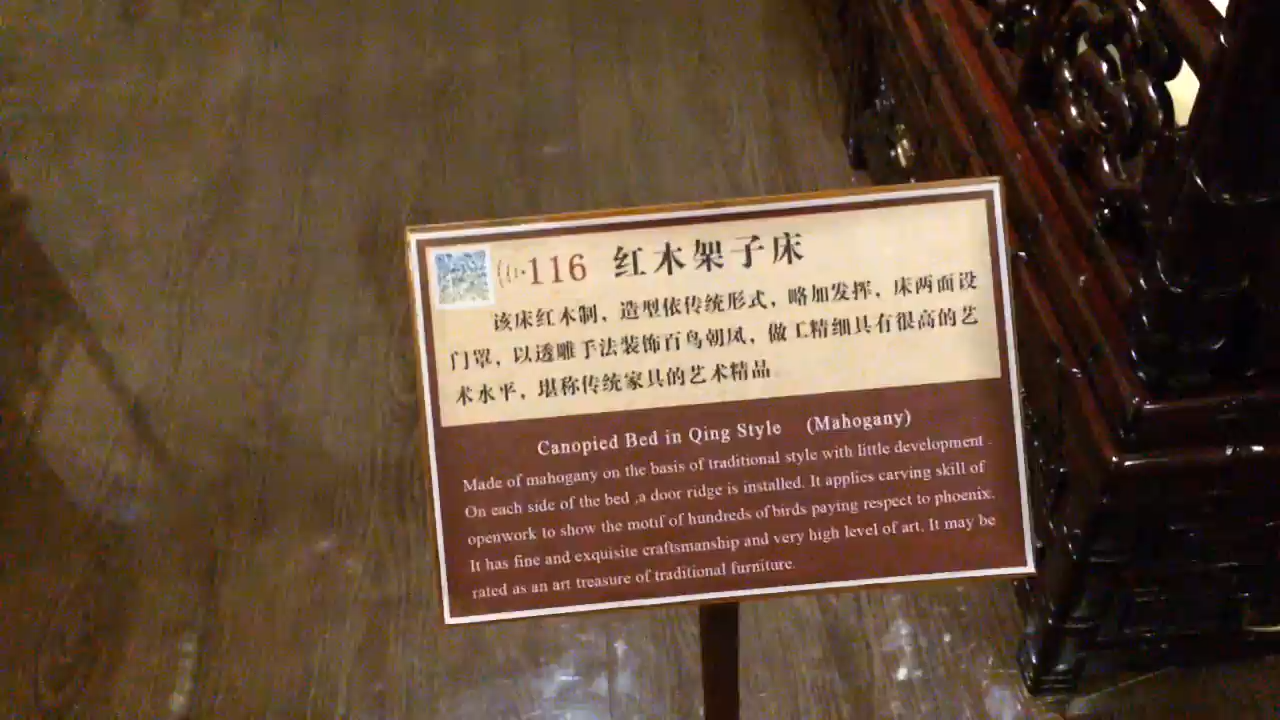 116 红木架子床
该床红木制，造型依传统形式，略加发挥，床两面设
门罩，以透雕手法装饰百鸟朝凤，做工精细具有很高的艺
术水平，堪称传统家具的艺术精品
Canopied Bed in Qing Style (Mahogany)
Made of mahogany on the basis of traditional style with little development .
On each side of the bed ,a door ridge is installed. It applies carving skill of
openwork to show the motif of hundreds of birds paying respect to phoenix.
It has fine and exquisite craftsmanship and very high level of art. It may be
rated as an art treasure of traditional furniture.